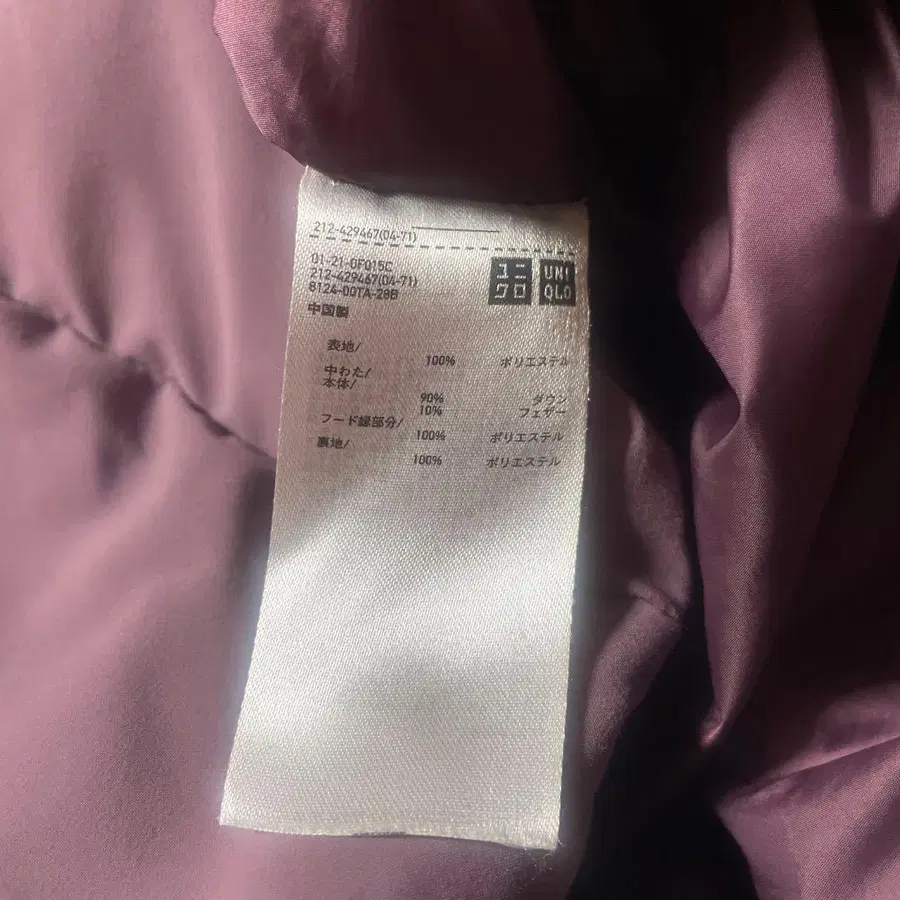 212-429467(04-71)
01-21-0F015C
212-429467(04-71)
8124-00TA-28B
ユニ
クロ
UNI
QLO
中国製
表地/
100% ポリエステル
中わた/
本体/
90% ダウン
10% フェザー
フード縁部分/
100% ポリエステル
裏地/
100% ポリエステル